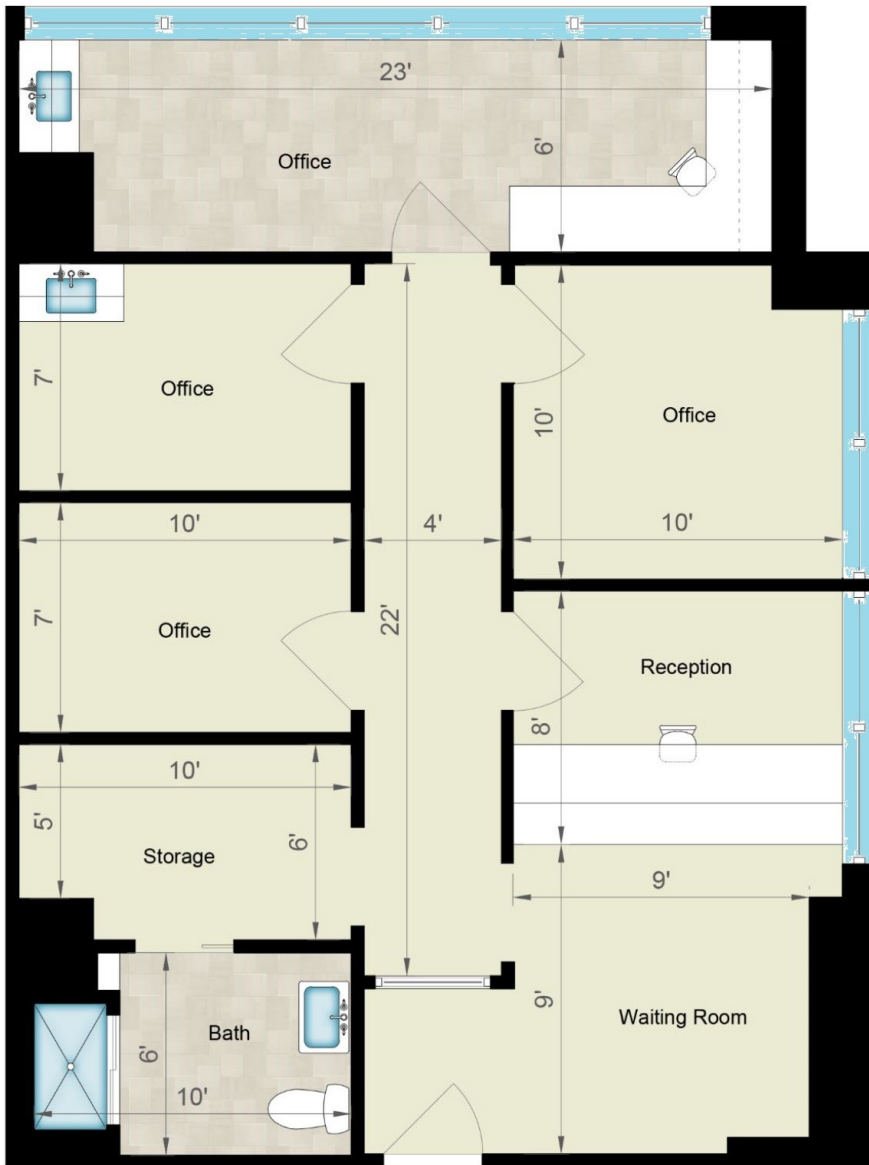 23'
6'
Office
7'
Office
10'
Office
10'
10'
4'
7'
22'
Office
Reception
8'
10'
5'
6'
Storage
9'
9'
Waiting Room
6'
Bath
10'